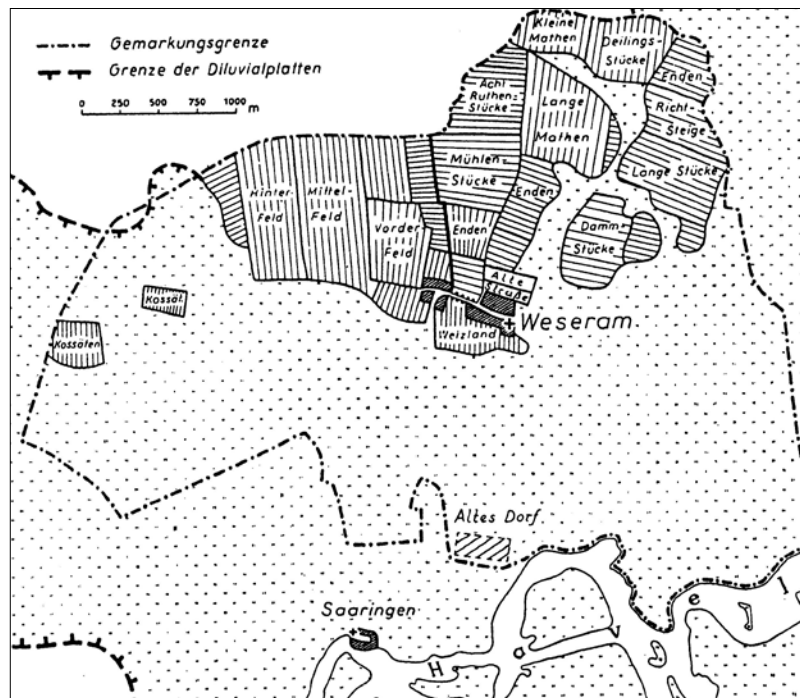 Gemarkungsgrenze
Grenze der Diluvialplatten
0 250 500 1000 m
Kleine
Mathen
Deilings-
Stücke
Acht
Ruthen-
Stücke
Lange
Mathen
Enden
Richt-
Steige
Lange Stücke
Mühlen-
Stücke
Enden
Hinter-
Feld
Mittel-
Feld
Vorder
Feld
Enden
Damm-
Stücke
Alte
Straße
Kossät.
Kossäten
Weseram
Weizland
Altes Dorf
Saaringen
H a v e l